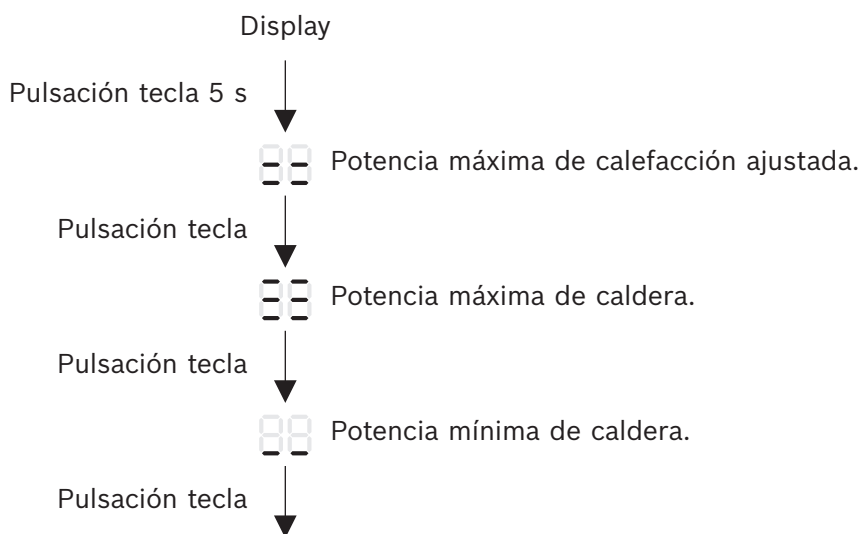 Display
Pulsación tecla 5 s
Potencia máxima de calefacción ajustada.
Pulsación tecla
Potencia máxima de caldera.
Pulsación tecla
Potencia mínima de caldera.
Pulsación tecla